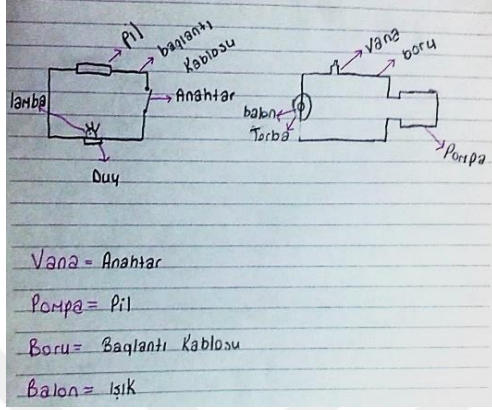 Pil
bağlantı
Kablosu
Anahtar
lamba
Duy
Vana
boru
balon
Torba
Pompa
Vana = Anahtar
Pompa = Pil
Boru = Bağlantı Kablosu
Balon = Işık